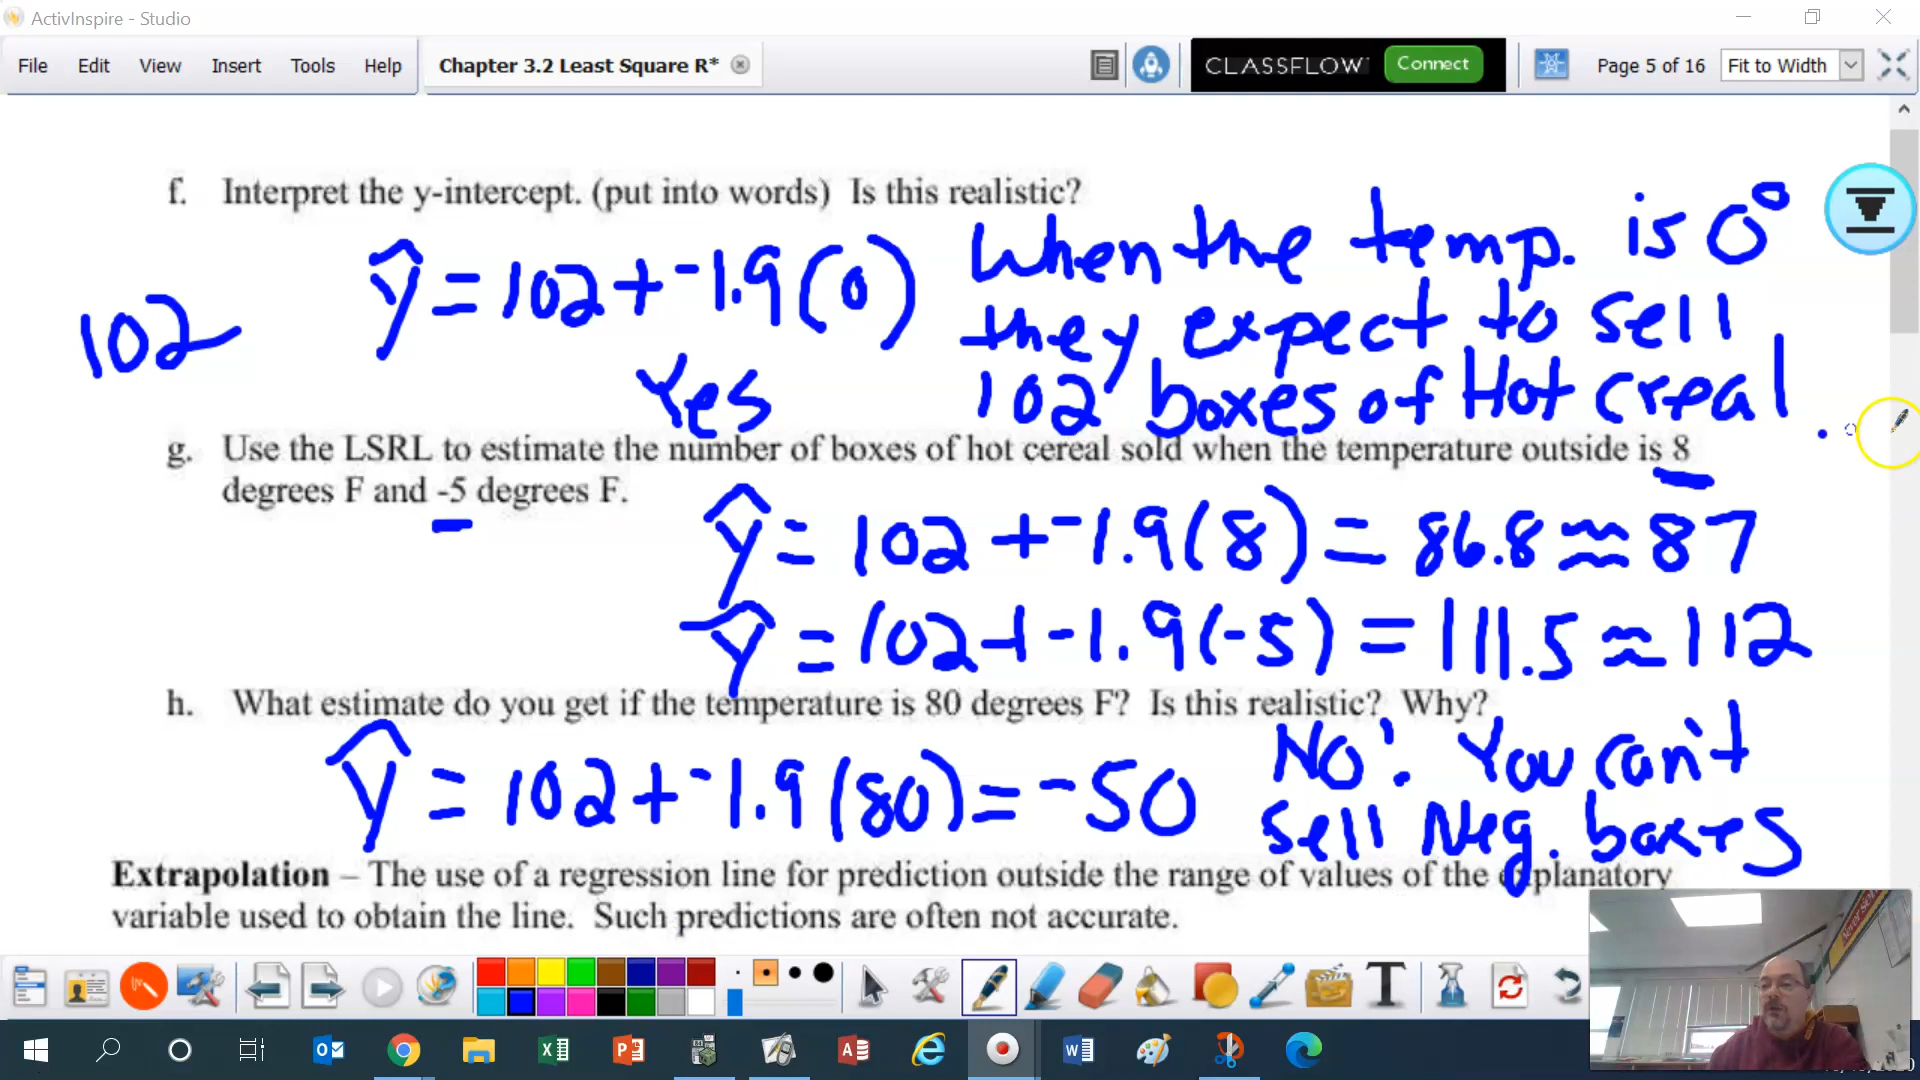 ActivInspire - Studio
File Edit View Insert Tools Help
Chapter 3.2 Least Square R*
CLASSFLOW Connect
Page 5 of 16 Fit to Width
f. Interpret the y-intercept. (put into words) Is this realistic?
ŷ = 102 + -1.9 (0)
102
Yes
When the temp. is 0°
they expect to sell
102 boxes of Hot creal.
g. Use the LSRL to estimate the number of boxes of hot cereal sold when the temperature outside is 8
degrees F and -5 degrees F.
ŷ = 102 + -1.9 (8) = 86.8 ≈ 87
ŷ = 102 + -1.9 (-5) = 111.5 ≈ 112
h. What estimate do you get if the temperature is 80 degrees F? Is this realistic? Why?
ŷ = 102 + -1.9 (80) = -50
No! You can't
sell Neg. boxes
Extrapolation – The use of a regression line for prediction outside the range of values of the explanatory
variable used to obtain the line. Such predictions are often not accurate.